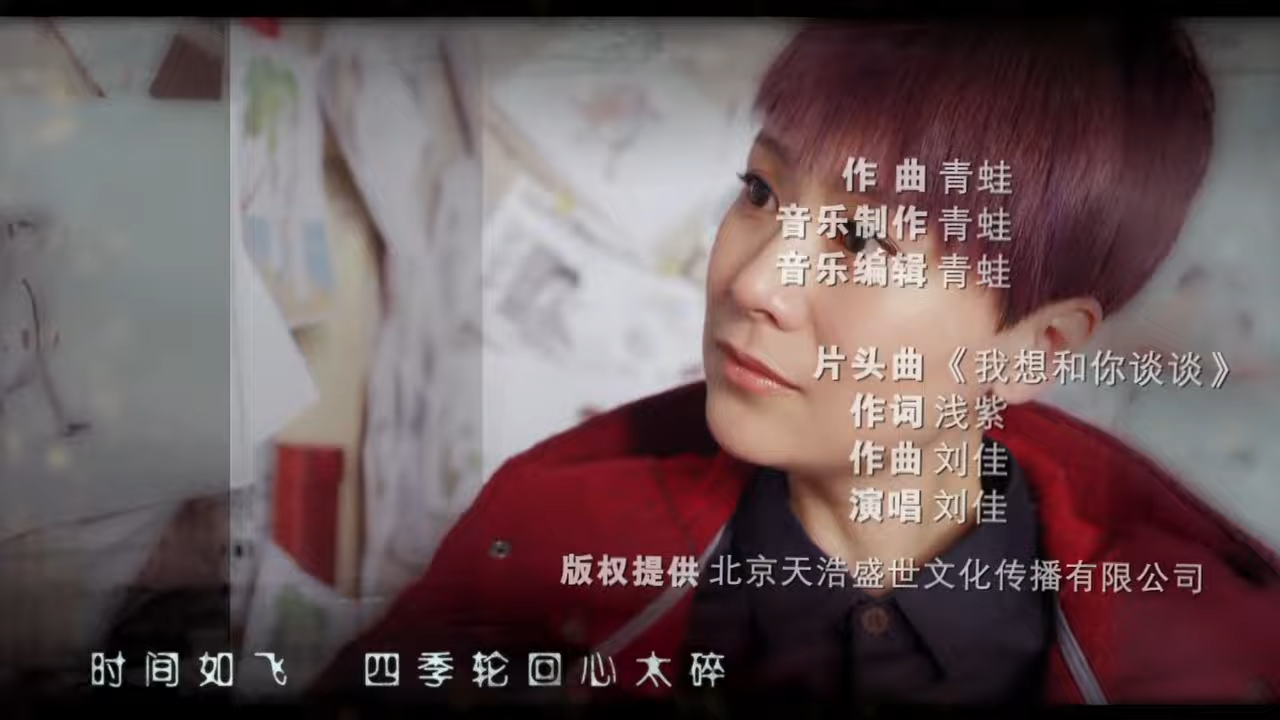 作 曲 青蛙
音乐制作 青蛙
音乐编辑 青蛙
片头曲《我想和你谈谈》
作词 浅紫
作曲 刘佳
演唱 刘佳
版权提供 北京天浩盛世文化传播有限公司
时间如飞 四季轮回心太碎